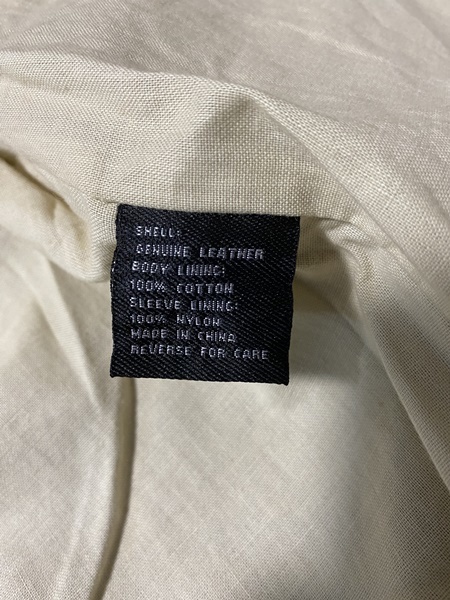 SHELL:
GENUINE LEATHER
BODY LINING:
100% COTTON
SLEEVE LINING:
100% NYLON
MADE IN CHINA
REVERSE FOR CARE